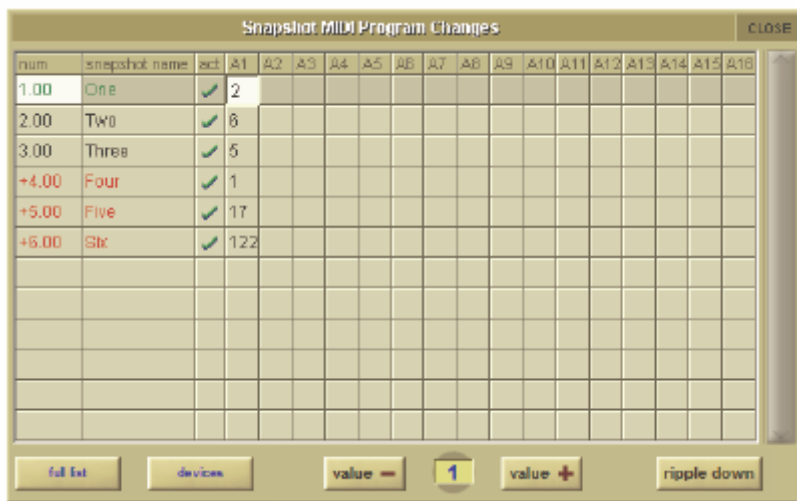 Snapshot MIDI Program Changes CLOSE
num snapshot name act A1 A2 A3 A4 A5 A6 A7 A8 A9 A10 A11 A12 A13 A14 A15 A16
1.00 One 2
2.00 Two 6
3.00 Three 5
+4.00 Four 1
+5.00 Five 17
+6.00 Six 122
full list devices value − 1 value + ripple down